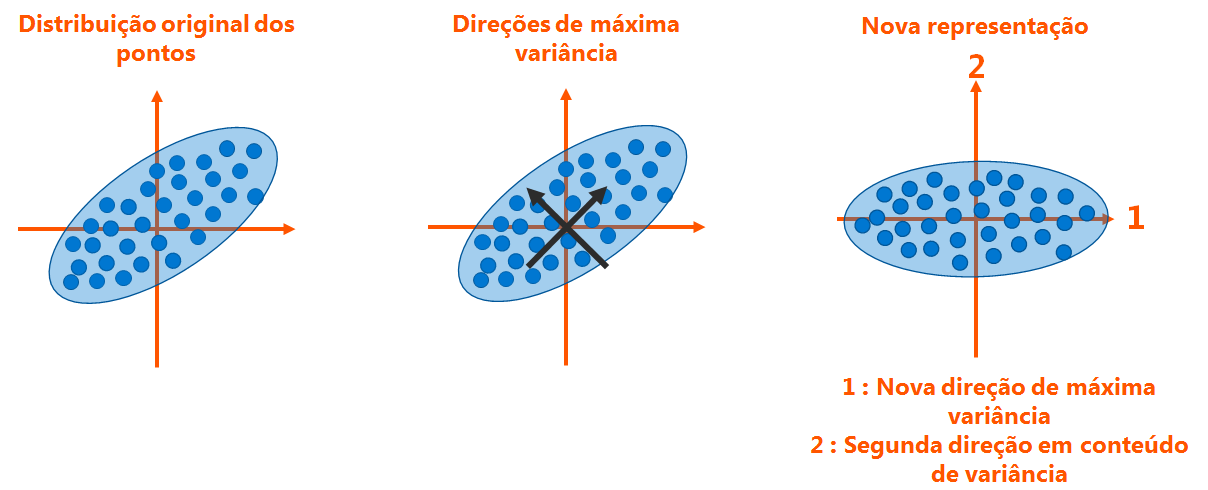 Distribuição original dos
pontos
Direções de máxima
variância
Nova representação
2
1
1 : Nova direção de máxima
variância
2 : Segunda direção em conteúdo
de variância